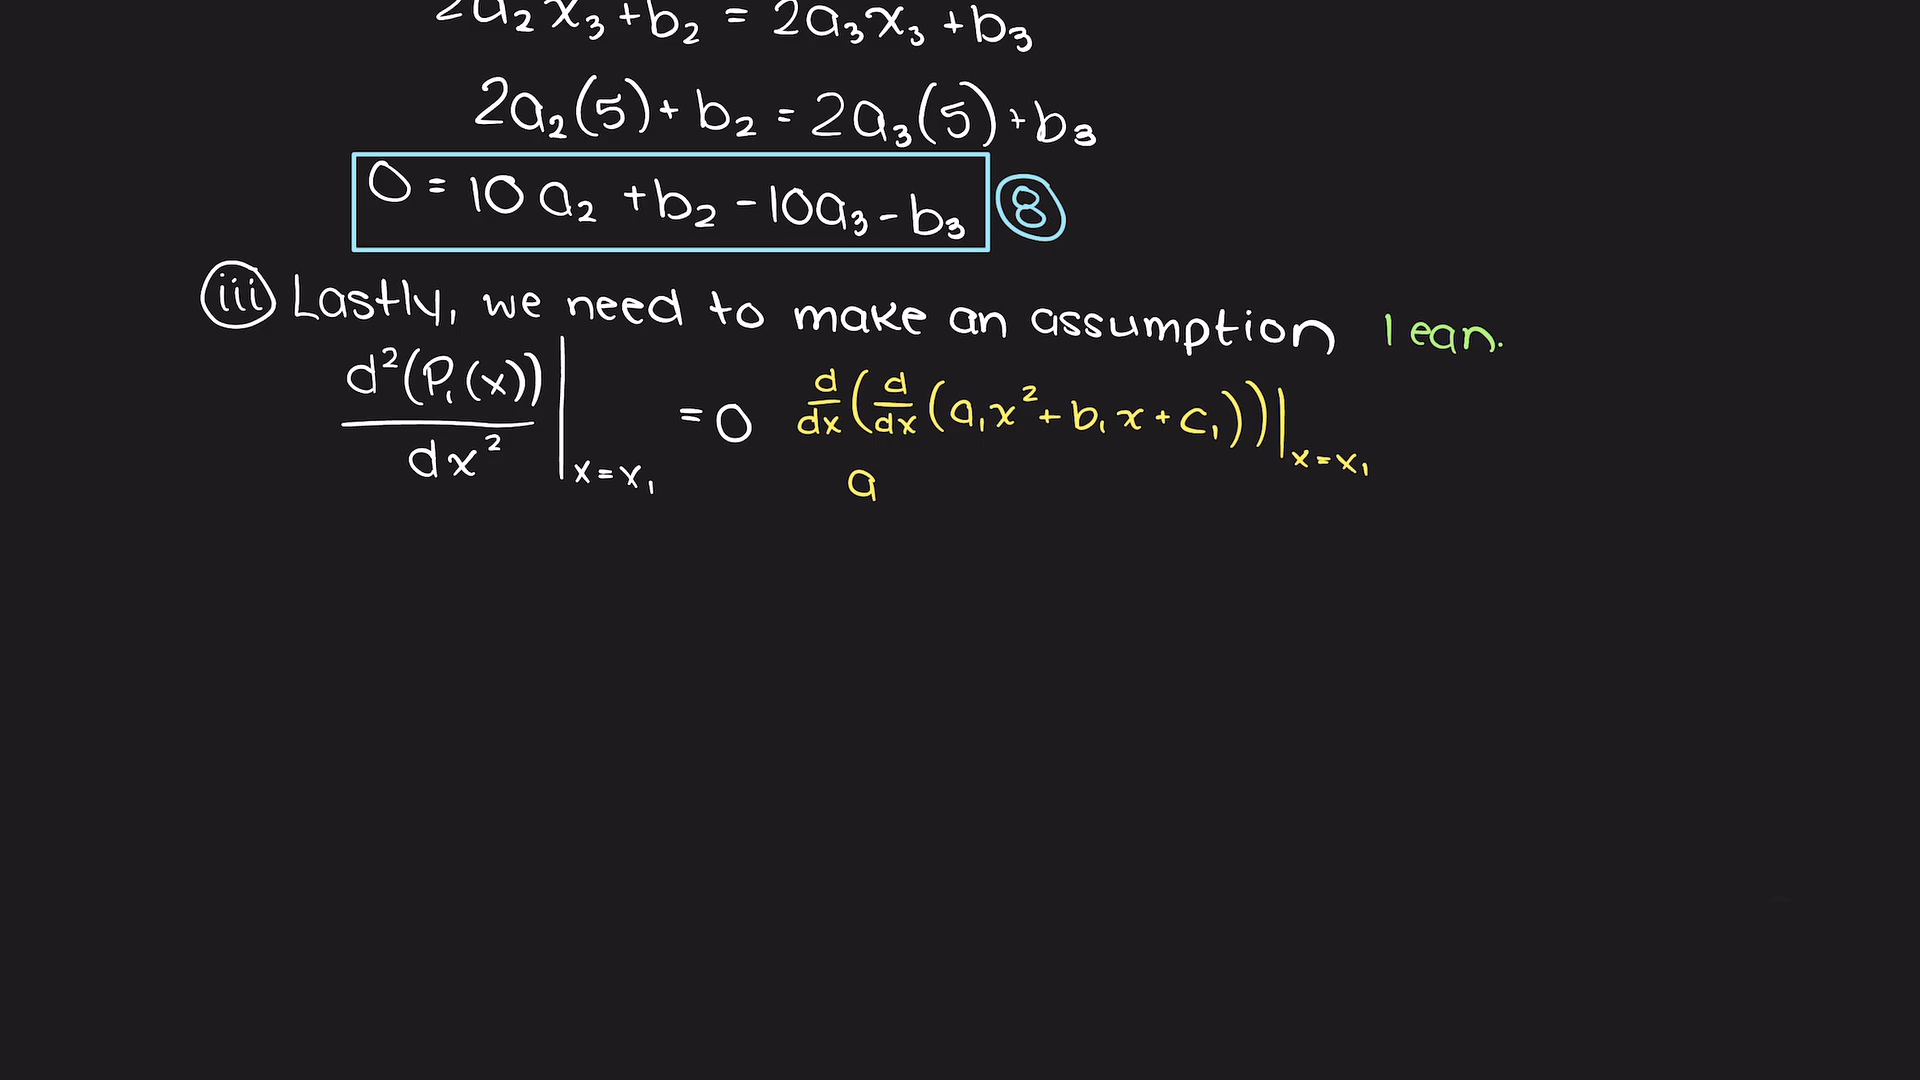 2a₂x₃ + b₂ = 2a₃x₃ + b₃
2a₂(5) + b₂ = 2a₃(5) + b₃
0 = 10a₂ + b₂ - 10a₃ - b₃ ⑧
(iii) Lastly, we need to make an assumption 1 eqn.
d²(P₁(x))/dx² |ₓ₌ₓ₁ = 0 d/dx(d/dx(a₁x² + b₁x + c₁))|ₓ₌ₓ₁
a